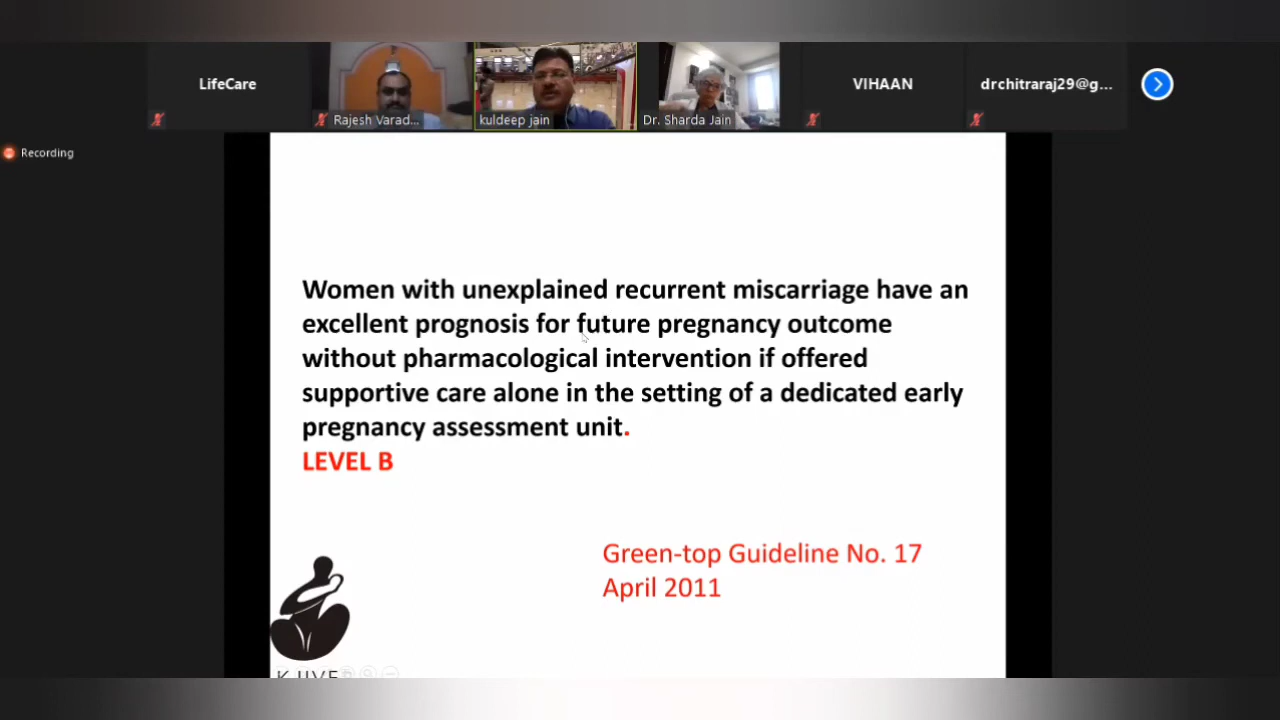 LifeCare
Rajesh Varad...
kuldeep jain
Dr. Sharda Jain
VIHAAN
drchitraraj29@g...
Recording
Women with unexplained recurrent miscarriage have an
excellent prognosis for future pregnancy outcome
without pharmacological intervention if offered
supportive care alone in the setting of a dedicated early
pregnancy assessment unit.
LEVEL B
Green-top Guideline No. 17
April 2011